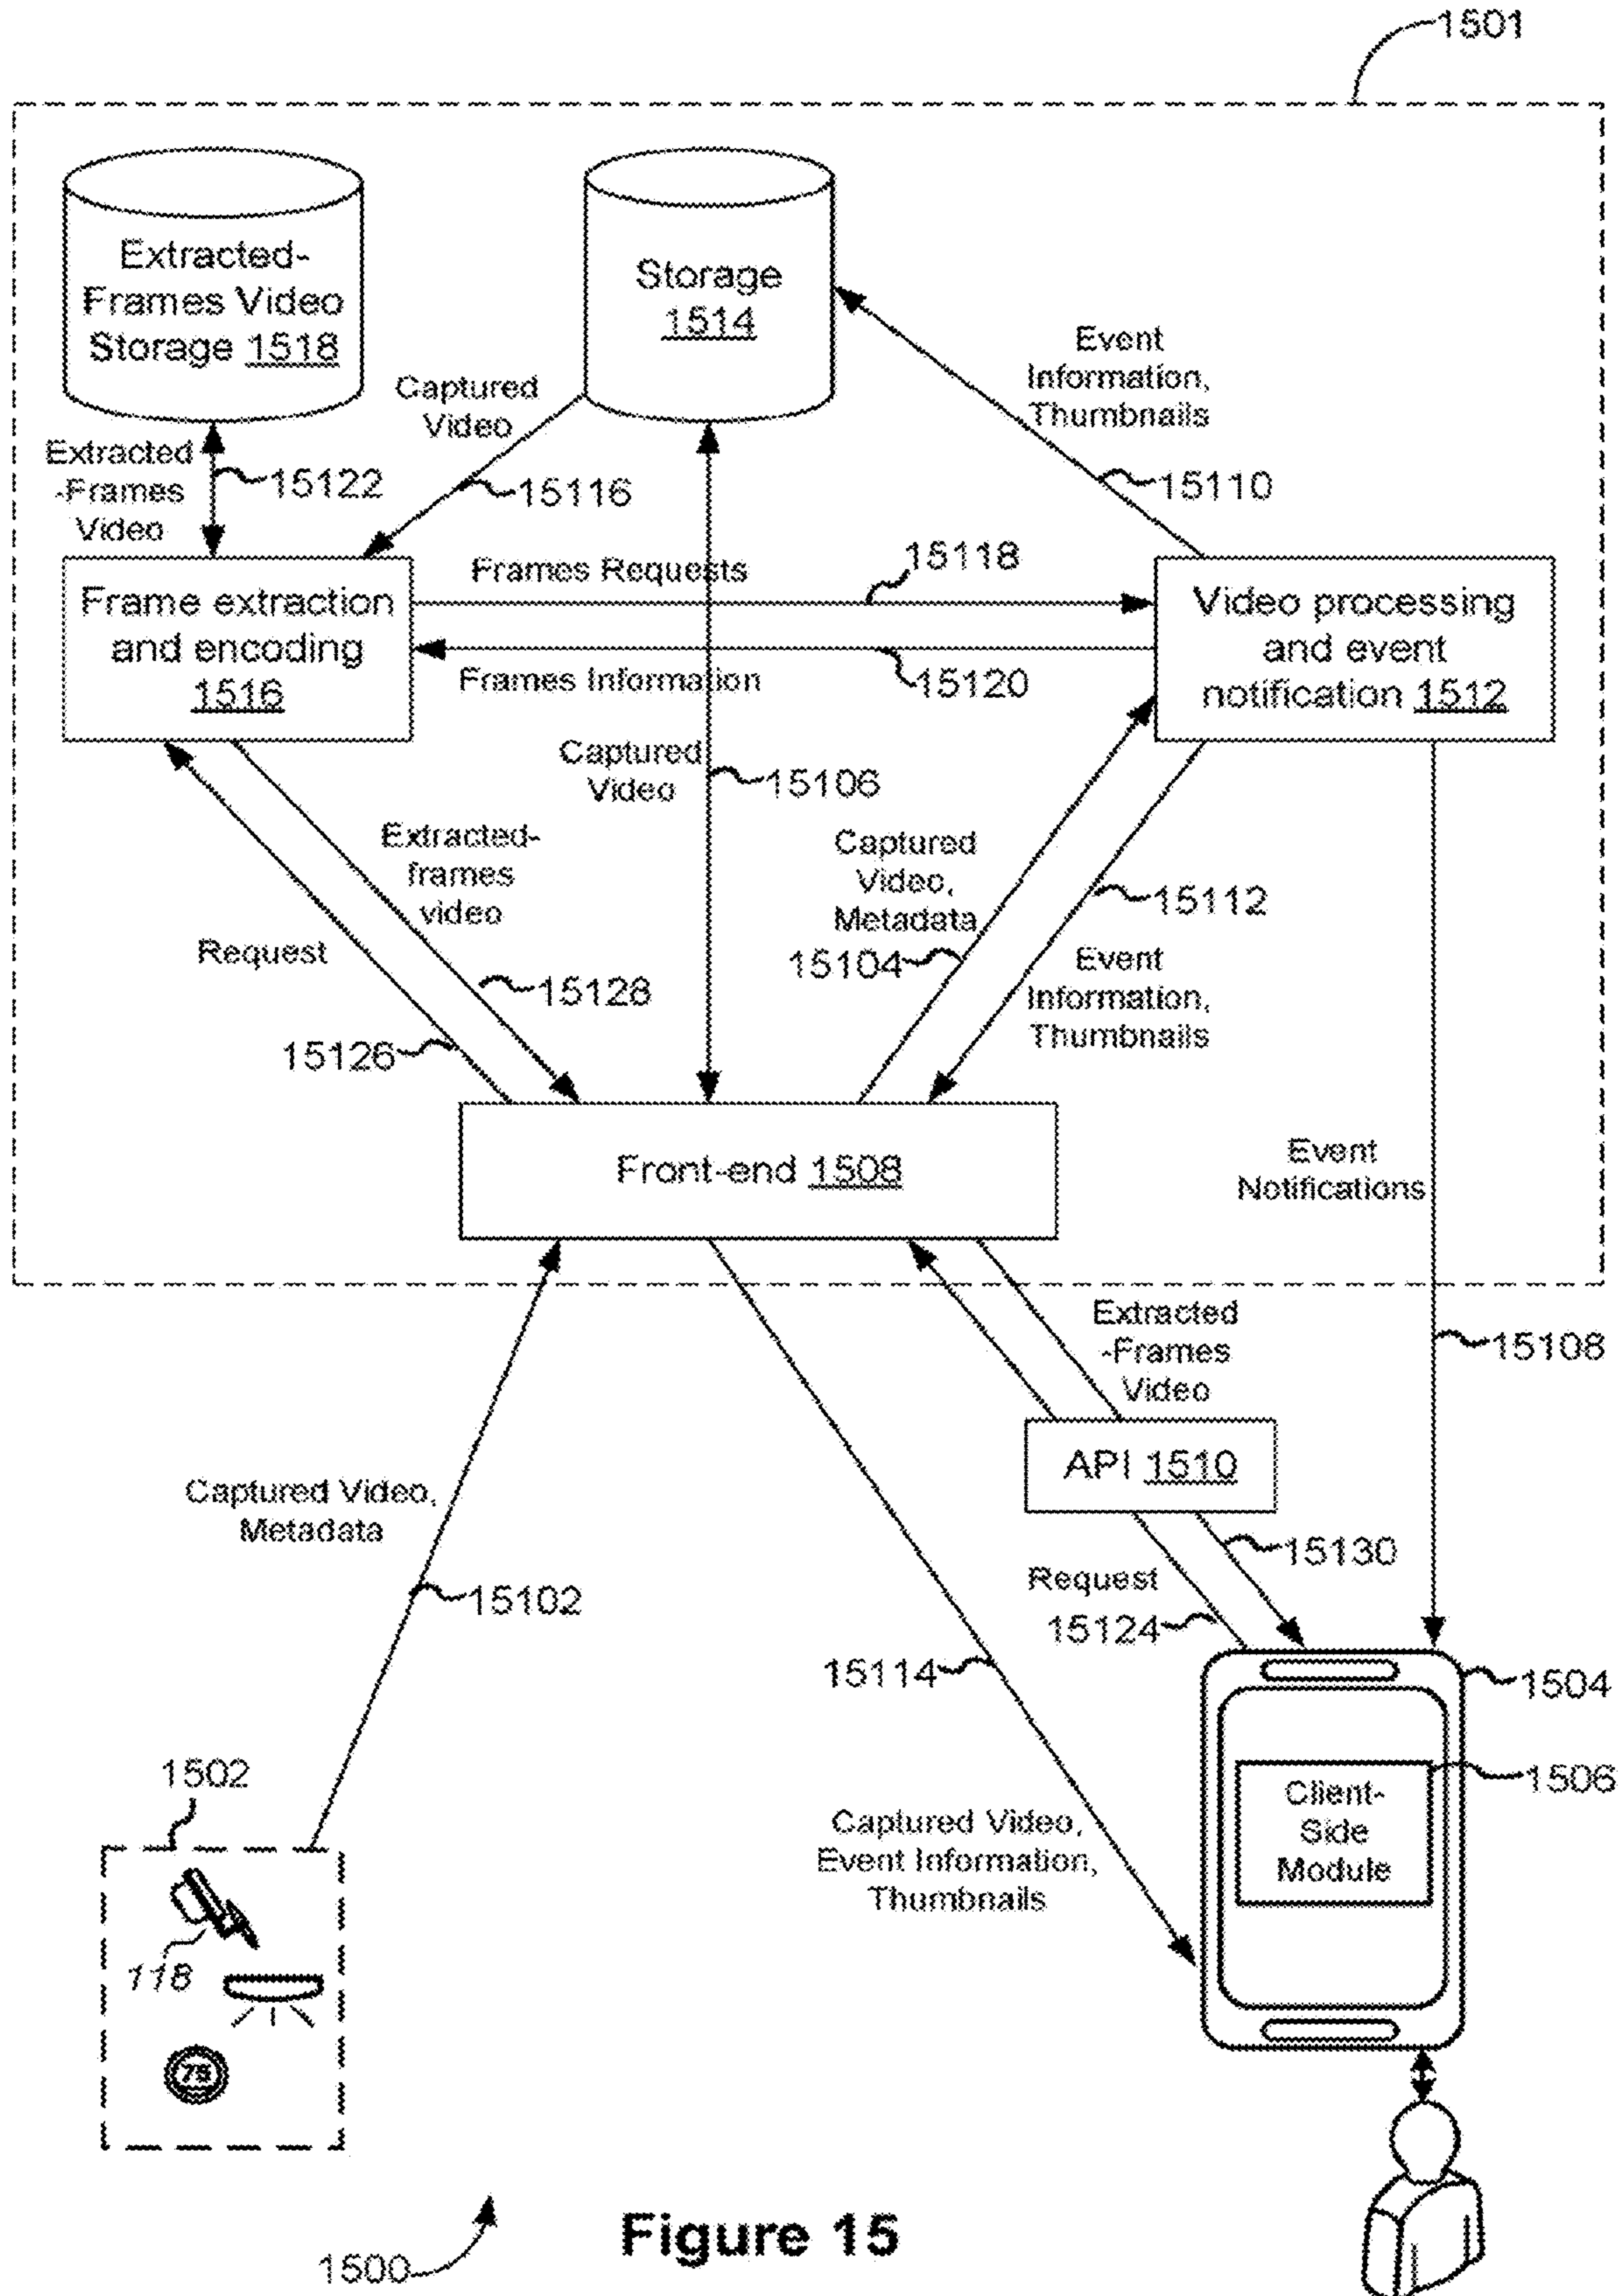 1501
Extracted-
Frames Video
Storage 1518
Storage
1514
Event
Information,
Thumbnails
Captured
Video
Extracted
-Frames
Video
15122
15116
15110
Frames Requests
15118
Frame extraction
and encoding
1516
Video processing
and event
notification 1512
Frames Information
15120
Captured
Video
15106
Extracted-
frames
video
Captured
Video,
Metadata
15104
15112
Request
15128
Event
Information,
Thumbnails
15126
Front-end 1508
Event
Notifications
Extracted
-Frames
Video
15108
API 1510
Captured Video,
Metadata
15102
15130
Request
15124
15114
1504
1502
1506
Client-
Side
Module
Captured Video,
Event Information,
Thumbnails
118
75
Figure 15
1500